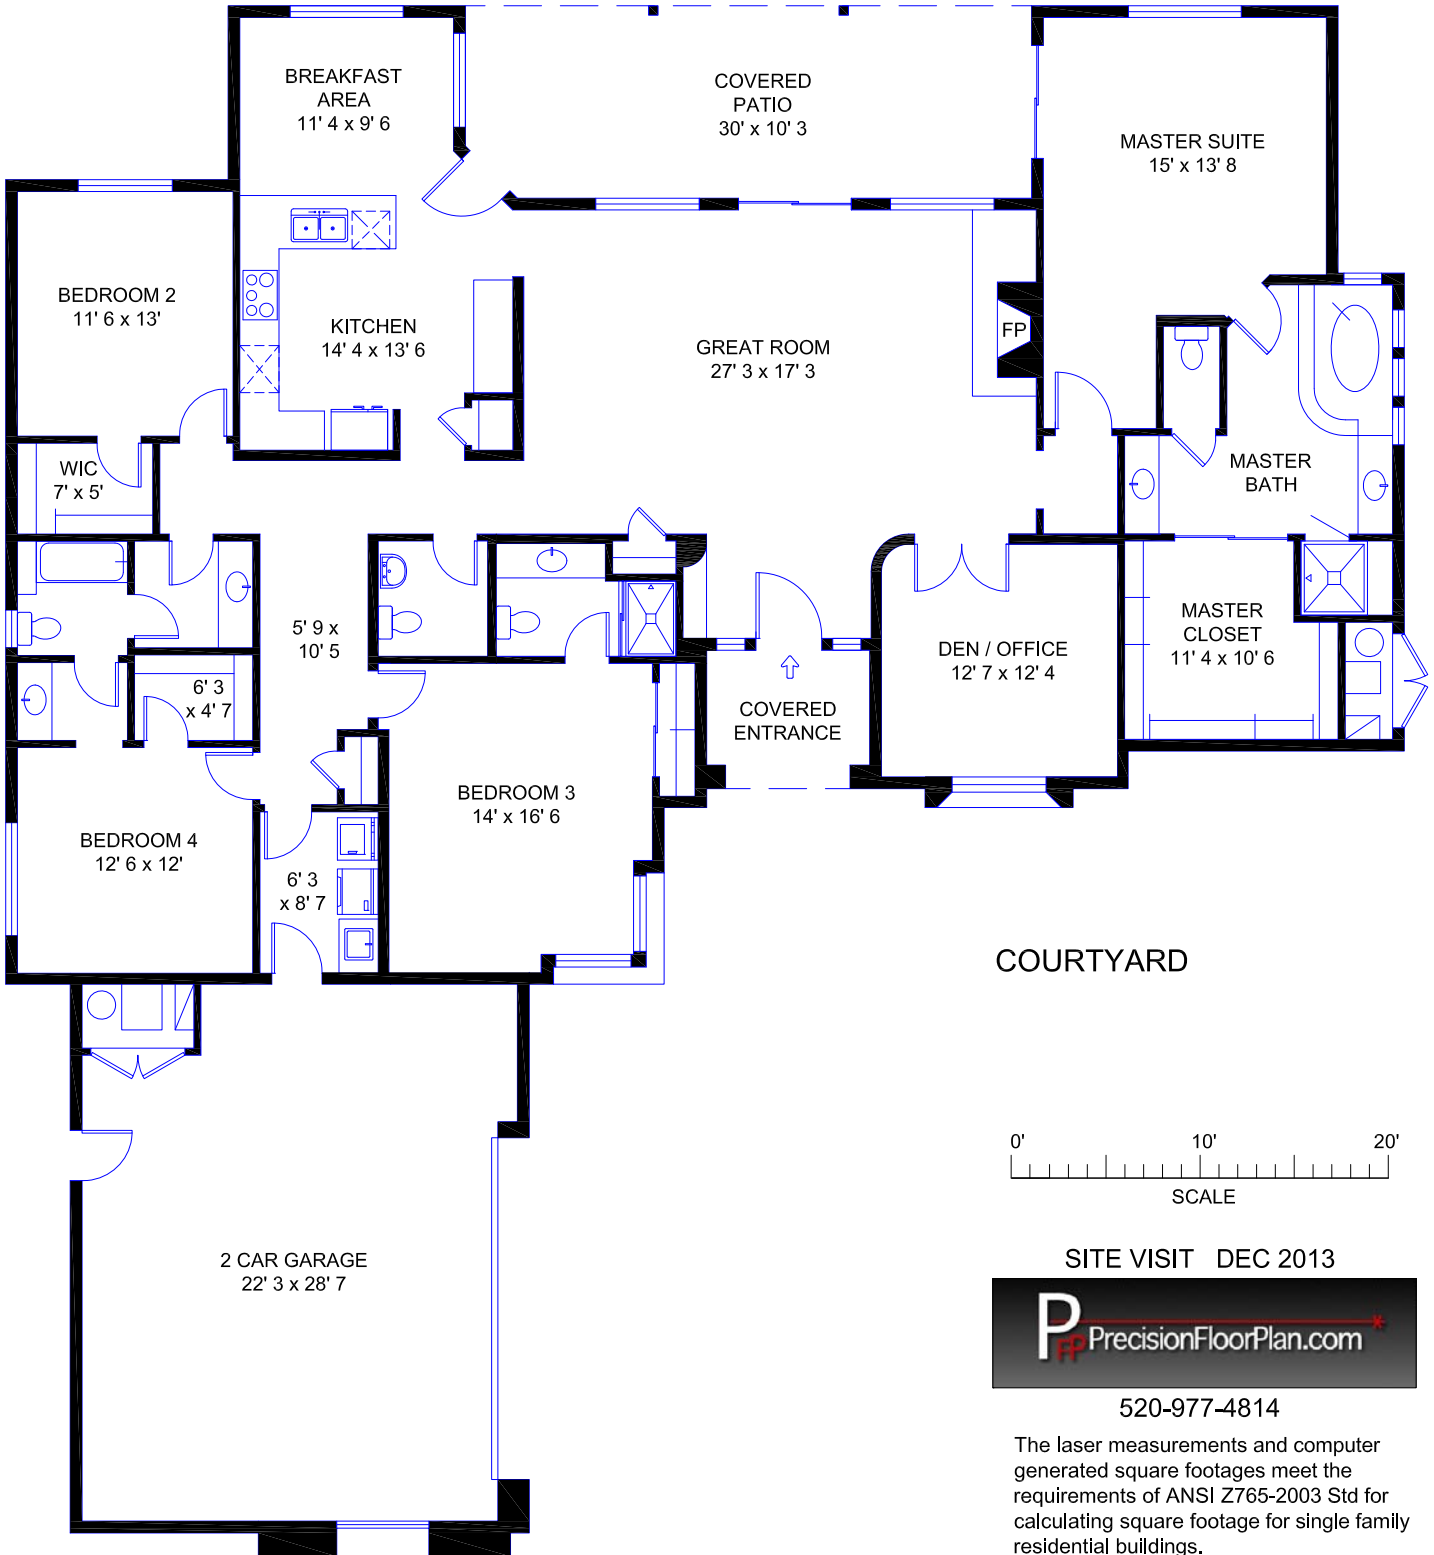 BREAKFAST
AREA
11' 4 x 9' 6
COVERED
PATIO
30' x 10' 3
MASTER SUITE
15' x 13' 8
BEDROOM 2
11' 6 x 13'
KITCHEN
14' 4 x 13' 6
GREAT ROOM
27' 3 x 17' 3
FP
WIC
7' x 5'
MASTER
BATH
5' 9 x
10' 5
6' 3
x 4' 7
DEN / OFFICE
12' 7 x 12' 4
MASTER
CLOSET
11' 4 x 10' 6
COVERED
ENTRANCE
BEDROOM 3
14' x 16' 6
BEDROOM 4
12' 6 x 12'
6' 3
x 8' 7
COURTYARD
0' 10' 20'
SCALE
2 CAR GARAGE
22' 3 x 28' 7
SITE VISIT DEC 2013
PFP PrecisionFloorPlan.com
520-977-4814
The laser measurements and computer
generated square footages meet the
requirements of ANSI Z765-2003 Std for
calculating square footage for single family
residential buildings.